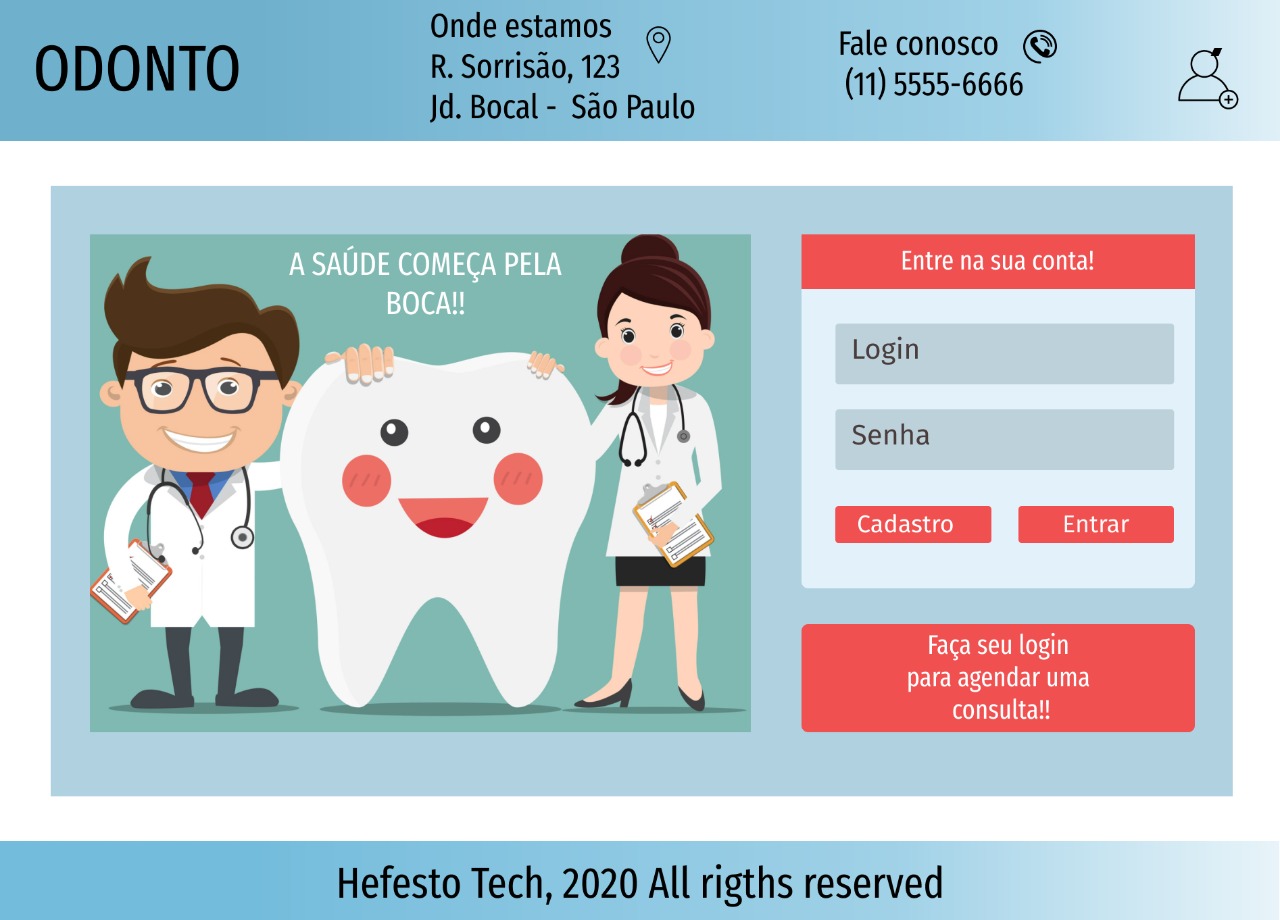 ODONTO
Onde estamos
R. Sorrisão, 123
Jd. Bocal - São Paulo
Fale conosco
(11) 5555-6666
A SAÚDE COMEÇA PELA
BOCA!!
Entre na sua conta!
Login
Senha
Cadastro
Entrar
Faça seu login
para agendar uma
consulta!!
Hefesto Tech, 2020 All rigths reserved